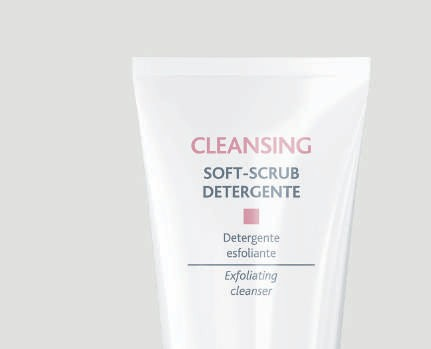 CLEANSING
SOFT-SCRUB
DETERGENTE
Detergente
esfoliante
Exfoliating
cleanser